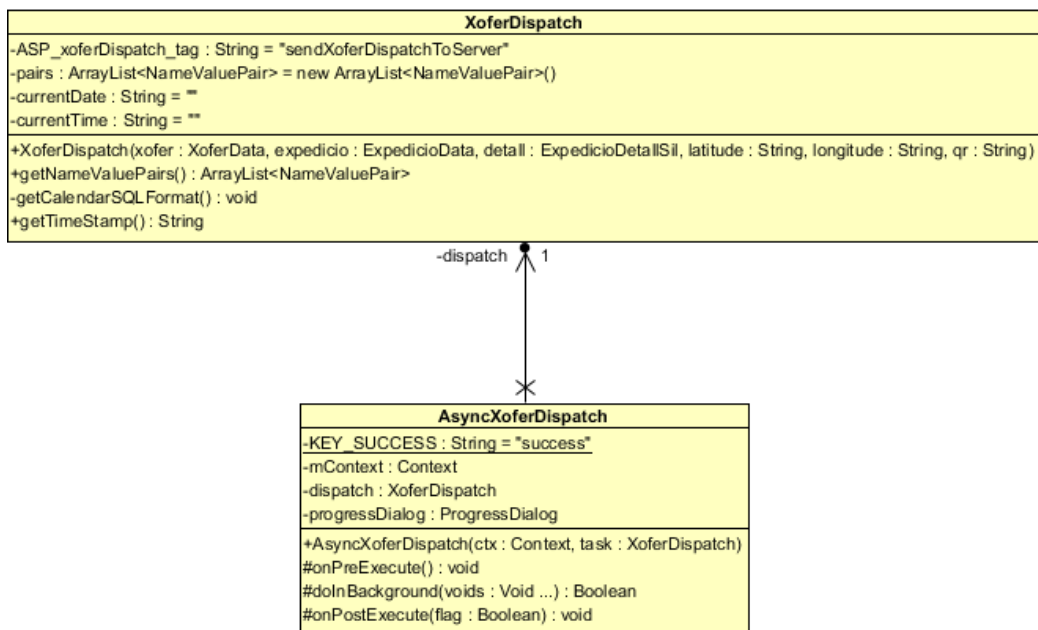 XoferDispatch
-ASP_xoferDispatch_tag : String = "sendXoferDispatchToServer"
-pairs : ArrayList<NameValuePair> = new ArrayList<NameValuePair>()
-currentDate : String = ""
-currentTime : String = ""
+XoferDispatch(xofer : XoferData, expedicio : ExpedicioData, detall : ExpedicioDetallSil, latitude : String, longitude : String, qr : String)
+getNameValuePairs() : ArrayList<NameValuePair>
-getCalendarSQLFormat() : void
+getTimeStamp() : String
-dispatch 1
AsyncXoferDispatch
-KEY_SUCCESS : String = "success"
-mContext : Context
-dispatch : XoferDispatch
-progressDialog : ProgressDialog
+AsyncXoferDispatch(ctx : Context, task : XoferDispatch)
#onPreExecute() : void
#doInBackground(voids : Void ...) : Boolean
#onPostExecute(flag : Boolean) : void